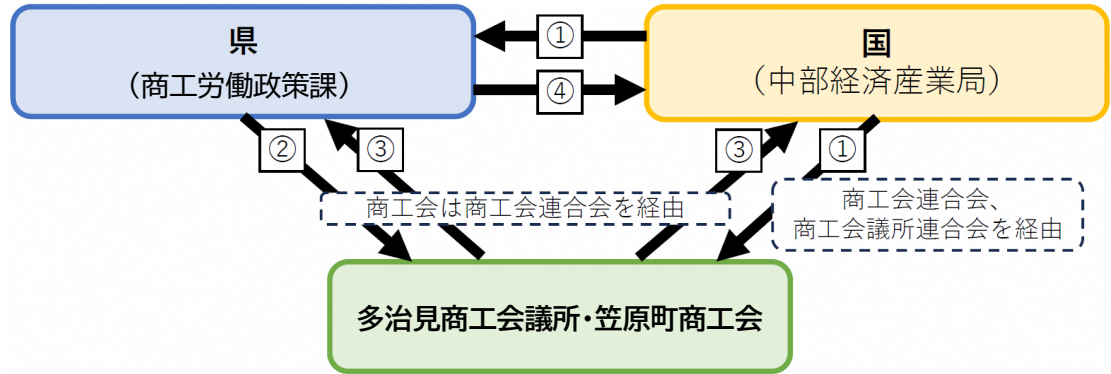 県
（商工労働政策課）
①
④
国
（中部経済産業局）
②
③
③
①
商工会は商工会連合会を経由
商工会連合会、
商工会議所連合会を経由
多治見商工会議所・笠原町商工会